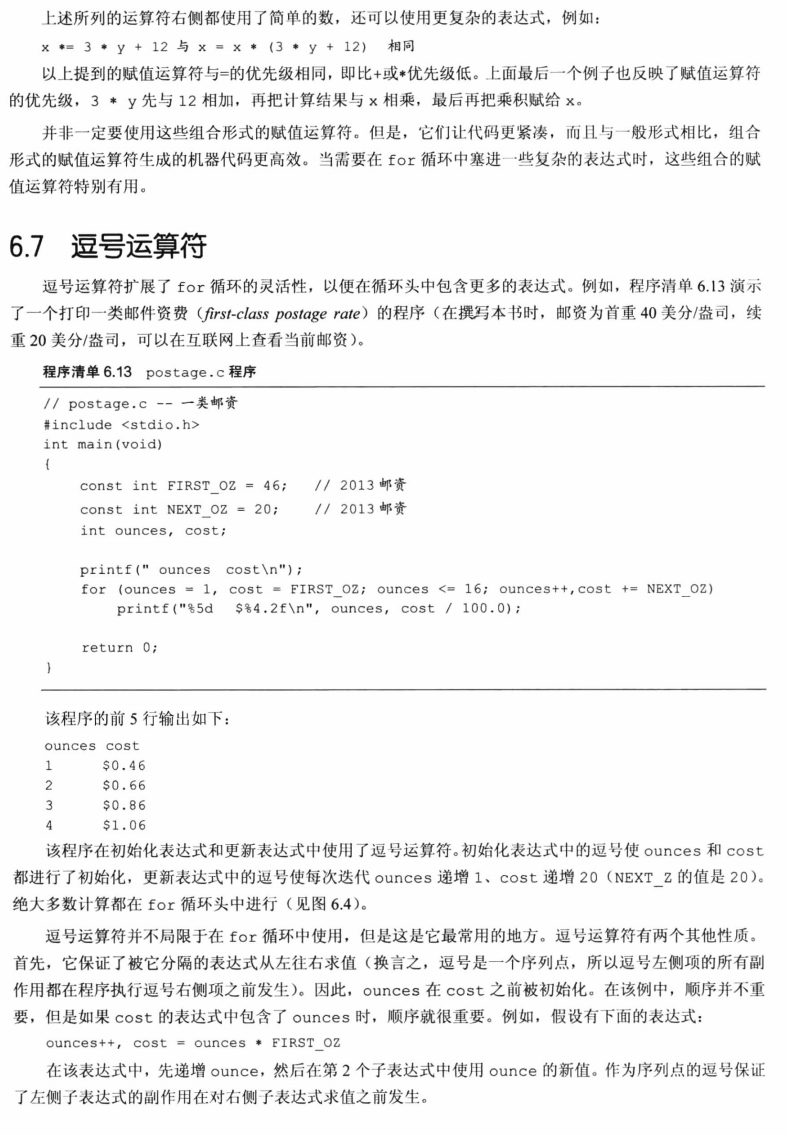 上述所列的运算符右侧都使用了简单的数，还可以使用更复杂的表达式，例如：
x *= 3 * y + 12 与 x = x * (3 * y + 12) 相同
以上提到的赋值运算符与=的优先级相同，即比+或*优先级低。上面最后一个例子也反映了赋值运算符
的优先级，3 * y 先与 12 相加，再把计算结果与 x 相乘，最后再把乘积赋给 x。
并非一定要使用这些组合形式的赋值运算符。但是，它们让代码更紧凑，而且与一般形式相比，组合
形式的赋值运算符生成的机器代码更高效。当需要在 for 循环中塞进一些复杂的表达式时，这些组合的赋
值运算符特别有用。
6.7 逗号运算符
逗号运算符扩展了 for 循环的灵活性，以便在循环头中包含更多的表达式。例如，程序清单 6.13 演示
了一个打印一类邮件资费（first-class postage rate）的程序（在撰写本书时，邮资为首重 40 美分/盎司，续
重 20 美分/盎司，可以在互联网上查看当前邮资）。
程序清单 6.13 postage.c 程序
// postage.c -- 一类邮资
#include <stdio.h>
int main(void)
{
const int FIRST_OZ = 46; // 2013 邮资
const int NEXT_OZ = 20; // 2013 邮资
int ounces, cost;
printf(" ounces cost\n");
for (ounces = 1, cost = FIRST_OZ; ounces <= 16; ounces++,cost += NEXT_OZ)
printf("%5d $%4.2f\n", ounces, cost / 100.0);
return 0;
}
该程序的前 5 行输出如下：
ounces cost
1 $0.46
2 $0.66
3 $0.86
4 $1.06
该程序在初始化表达式和更新表达式中使用了逗号运算符。初始化表达式中的逗号使 ounces 和 cost
都进行了初始化，更新表达式中的逗号使每次迭代 ounces 递增 1、cost 递增 20（NEXT_Z 的值是 20）。
绝大多数计算都在 for 循环头中进行（见图 6.4）。
逗号运算符并不局限于在 for 循环中使用，但是这是它最常用的地方。逗号运算符有两个其他性质。
首先，它保证了被它分隔的表达式从左往右求值（换言之，逗号是一个序列点，所以逗号左侧项的所有副
作用都在程序执行逗号右侧项之前发生）。因此，ounces 在 cost 之前被初始化。在该例中，顺序并不重
要，但是如果 cost 的表达式中包含了 ounces 时，顺序就很重要。例如，假设有下面的表达式：
ounces++, cost = ounces * FIRST_OZ
在该表达式中，先递增 ounce，然后在第 2 个子表达式中使用 ounce 的新值。作为序列点的逗号保证
了左侧子表达式的副作用在对右侧子表达式求值之前发生。